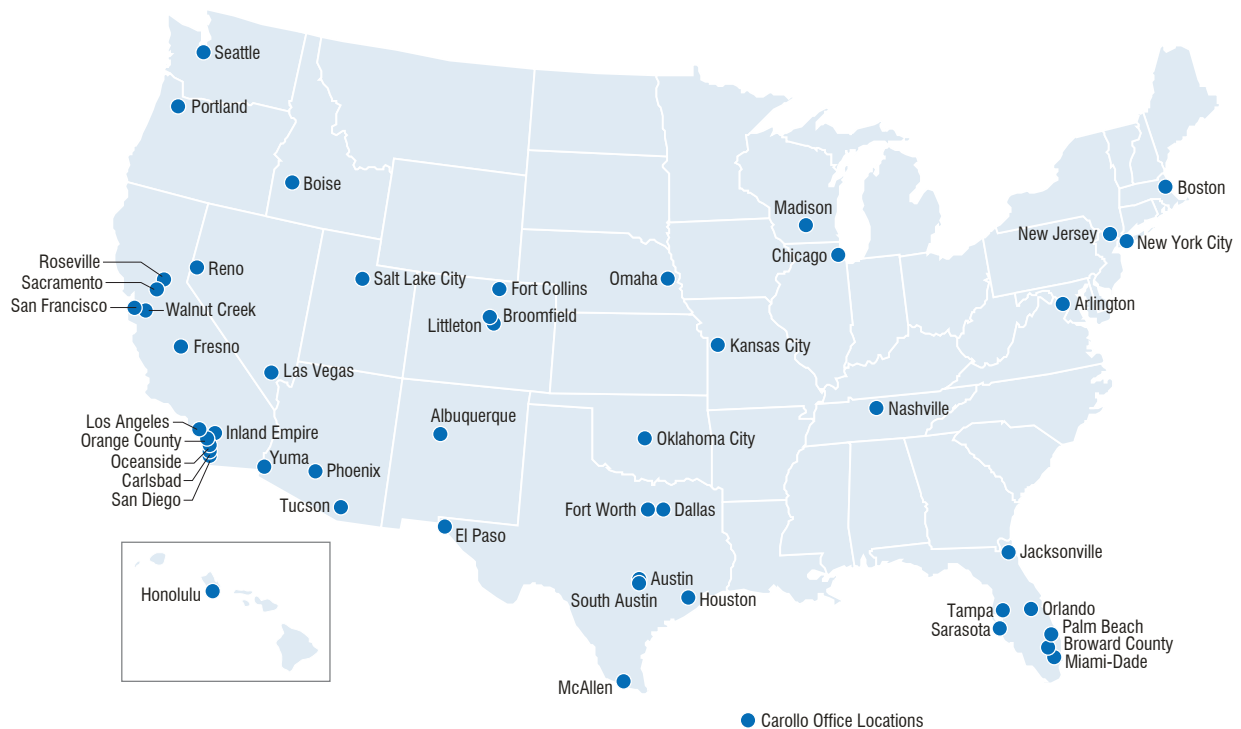 Seattle
Portland
Boise
Madison
Boston
New Jersey
New York City
Chicago
Roseville
Reno
Sacramento
Salt Lake City
Omaha
Fort Collins
San Francisco
Walnut Creek
Broomfield
Littleton
Arlington
Fresno
Kansas City
Las Vegas
Nashville
Los Angeles
Albuquerque
Inland Empire
Orange County
Oklahoma City
Oceanside
Yuma
Phoenix
Carlsbad
San Diego
Tucson
Fort Worth
Dallas
El Paso
Jacksonville
Austin
Honolulu
South Austin
Houston
Tampa
Orlando
Sarasota
Palm Beach
Broward County
Miami-Dade
McAllen
Carollo Office Locations